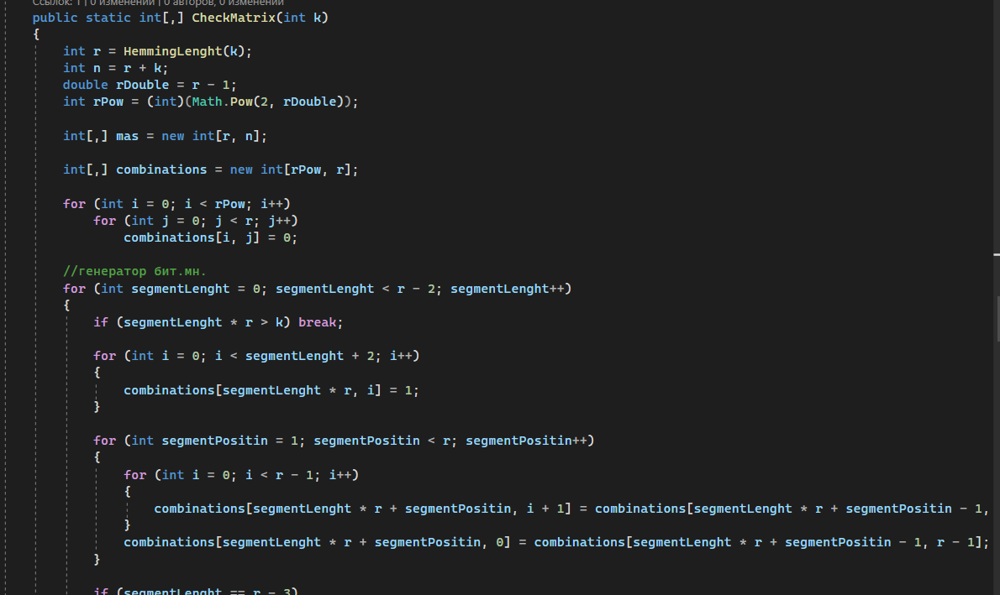 Ссылок: 1 | 0 изменений | 0 авторов, 0 изменений
public static int[,] CheckMatrix(int k)
{
int r = HemmingLenght(k);
int n = r + k;
double rDouble = r - 1;
int rPow = (int)(Math.Pow(2, rDouble));
int[,] mas = new int[r, n];
int[,] combinations = new int[rPow, r];
for (int i = 0; i < rPow; i++)
for (int j = 0; j < r; j++)
combinations[i, j] = 0;
//генератор бит.мн.
for (int segmentLenght = 0; segmentLenght < r - 2; segmentLenght++)
{
if (segmentLenght * r > k) break;
for (int i = 0; i < segmentLenght + 2; i++)
{
combinations[segmentLenght * r, i] = 1;
}
for (int segmentPositin = 1; segmentPositin < r; segmentPositin++)
{
for (int i = 0; i < r - 1; i++)
{
combinations[segmentLenght * r + segmentPositin, i + 1] = combinations[segmentLenght * r + segmentPositin - 1,
}
combinations[segmentLenght * r + segmentPositin, 0] = combinations[segmentLenght * r + segmentPositin - 1, r - 1];
}
if (segmentLenght == r - 3)